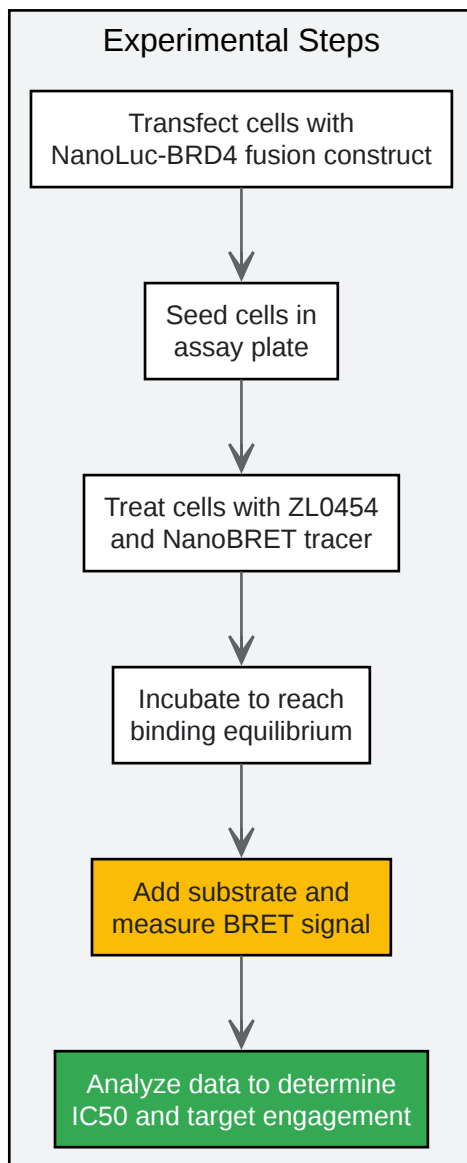 Experimental Steps
Transfect cells with
NanoLuc-BRD4 fusion construct
Seed cells in
assay plate
Treat cells with ZL0454
and NanoBRET tracer
Incubate to reach
binding equilibrium
Add substrate and
measure BRET signal
Analyze data to determine
IC50 and target engagement